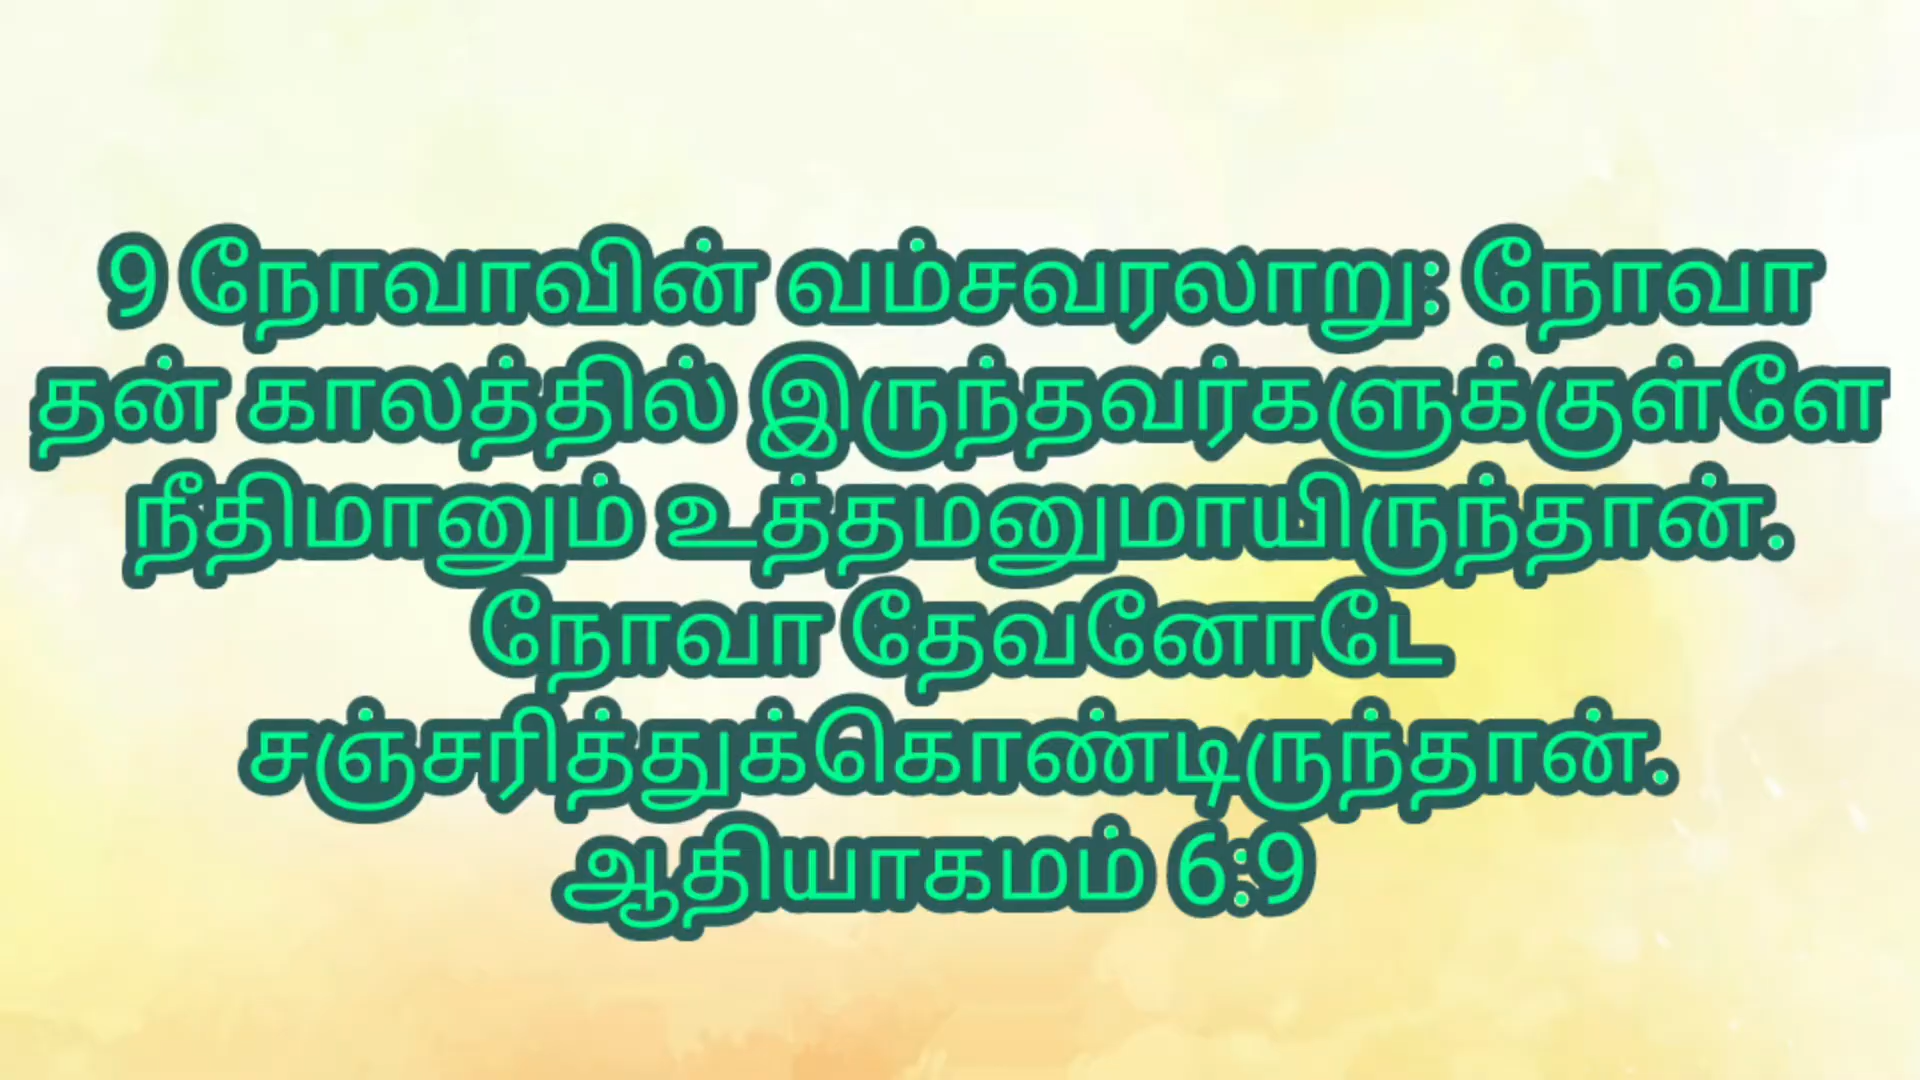 9 நோவாவின் வம்சவரலாறு: நோவா
தன் காலத்தில் இருந்தவர்களுக்குள்ளே
நீதிமானும் உத்தமனுமாயிருந்தான்.
நோவா தேவனோடே
சஞ்சரித்துக்கொண்டிருந்தான்.
ஆதியாகமம் 6:9